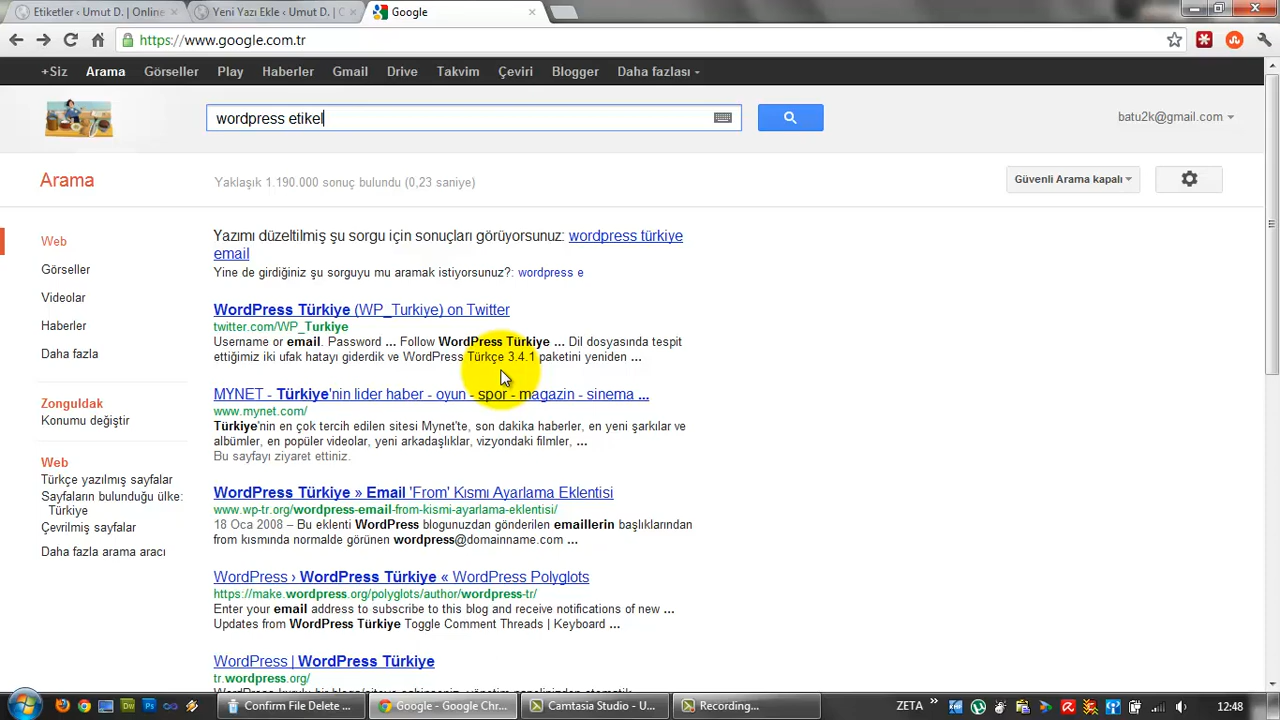 Etiketler ‹ Umut D. | Online
Yeni Yazı Ekle ‹ Umut D. | O
Google
https://www.google.com.tr
+Siz Arama Görseller Play Haberler Gmail Drive Takvim Çeviri Blogger Daha fazlası
wordpress etikel
batu2k@gmail.com
Arama
Yaklaşık 1.190.000 sonuç bulundu (0,23 saniye)
Güvenli Arama kapalı
Web
Görseller
Videolar
Haberler
Daha fazla
Zonguldak
Konumu değiştir
Web
Türkçe yazılmış sayfalar
Sayfaların bulunduğu ülke:
Türkiye
Çevrilmiş sayfalar
Daha fazla arama aracı
Yazımı düzeltilmiş şu sorgu için sonuçları görüyorsunuz: wordpress türkiye
email
Yine de girdiğiniz şu sorguyu mu aramak istiyorsunuz?: wordpress e
WordPress Türkiye (WP_Turkiye) on Twitter
twitter.com/WP_Turkiye
Username or email. Password ... Follow WordPress Türkiye ... Dil dosyasında tespit
ettiğimiz iki ufak hatayı giderdik ve WordPress Türkçe 3.4.1 paketini yeniden ...
MYNET - Türkiye'nin lider haber - oyun - spor - magazin - sinema ...
www.mynet.com/
Türkiye'nin en çok tercih edilen sitesi Mynet'te, son dakika haberler, en yeni şarkılar ve
albümler, en popüler videolar, yeni arkadaşlıklar, vizyondaki filmler, ...
Bu sayfayı ziyaret ettiniz.
WordPress Türkiye » Email 'From' Kısmı Ayarlama Eklentisi
www.wp-tr.org/wordpress-email-from-kismi-ayarlama-eklentisi/
18 Oca 2008 – Bu eklenti WordPress blogunuzdan gönderilen emaillerin başlıklarından
from kısmında normalde görünen wordpress@domainname.com ...
WordPress › WordPress Türkiye « WordPress Polyglots
https://make.wordpress.org/polyglots/author/wordpress-tr/
Enter your email address to subscribe to this blog and receive notifications of new ...
Updates from WordPress Türkiye Toggle Comment Threads | Keyboard ...
WordPress | WordPress Türkiye
tr.wordpress.org/
Confirm File Delete ...
Google - Google Chr...
Camtasia Studio - U...
Recording...
ZETA
12:48